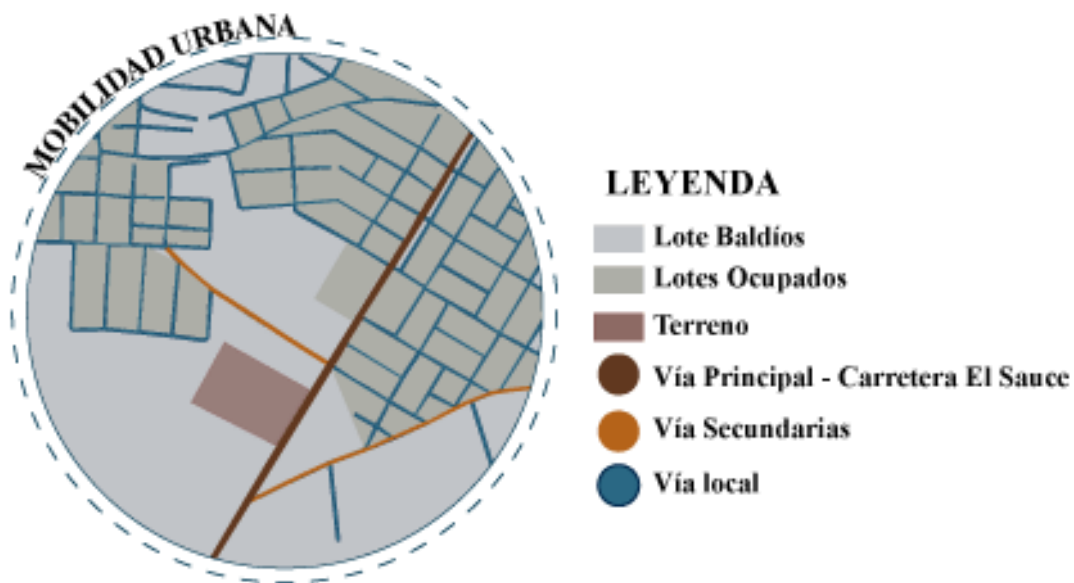 MOBILIDAD URBANA
LEYENDA
Lote Baldíos
Lotes Ocupados
Terreno
Vía Principal - Carretera El Sauce
Vía Secundarias
Vía local